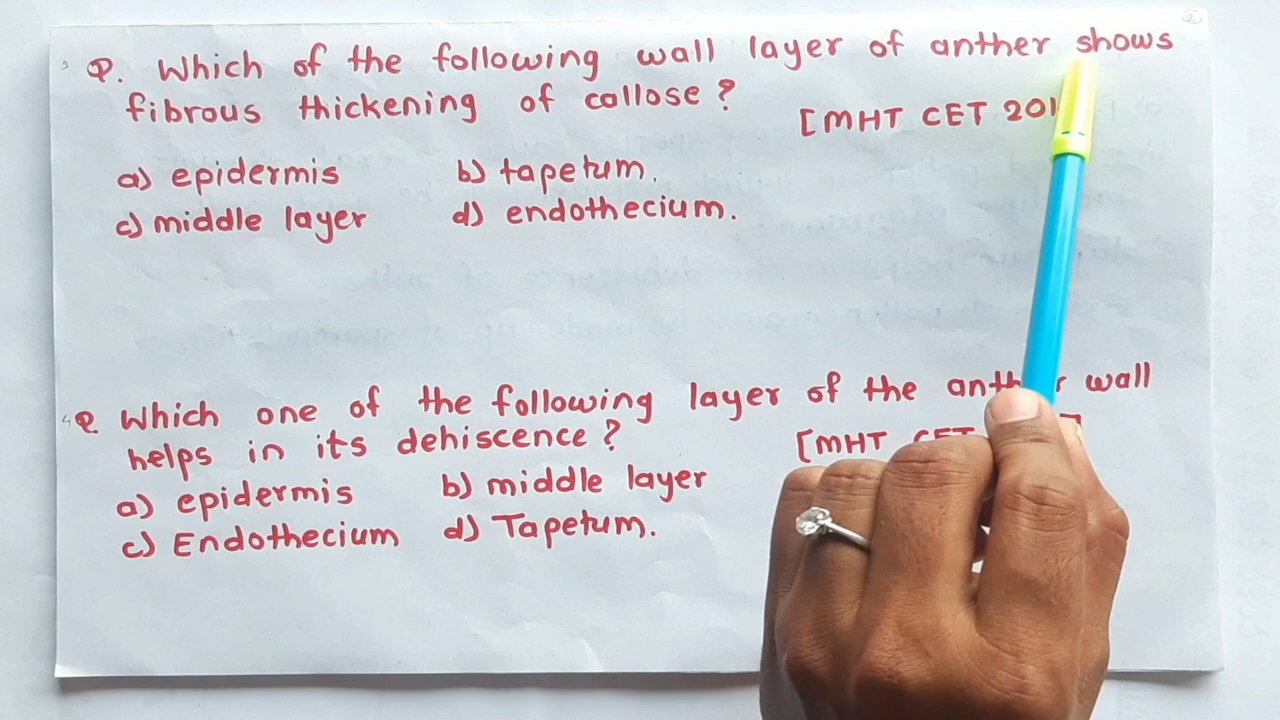 Q. Which of the following wall layer of anther shows
fibrous thickening of callose ?
[MHT CET 201
a) epidermis b) tapetum.
c) middle layer d) endothecium.
Q Which one of the following layer of the anther wall
helps in its dehiscence ?
[MHT CET
a) epidermis b) middle layer
c) Endothecium d) Tapetum.